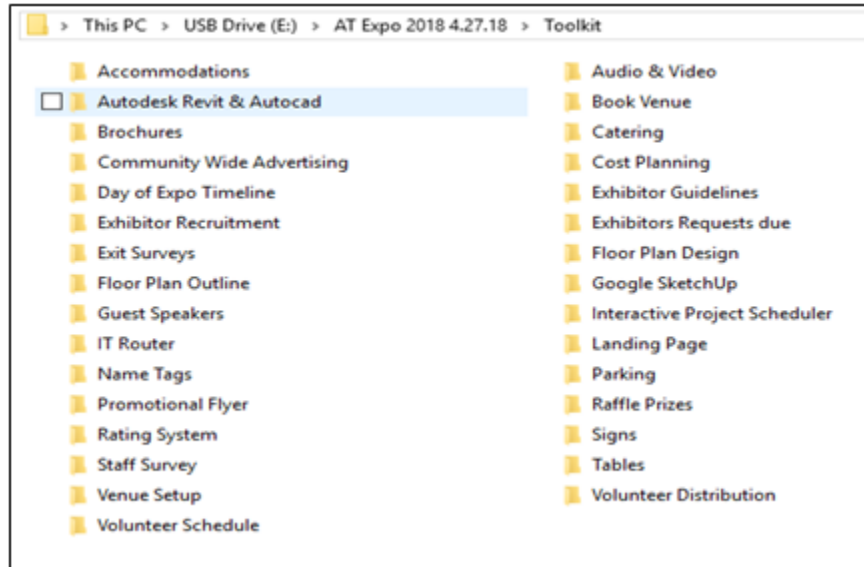 > This PC > USB Drive (E:) > AT Expo 2018 4.27.18 > Toolkit
Accommodations
Audio & Video
Autodesk Revit & Autocad
Book Venue
Brochures
Catering
Community Wide Advertising
Cost Planning
Day of Expo Timeline
Exhibitor Guidelines
Exhibitor Recruitment
Exhibitors Requests due
Exit Surveys
Floor Plan Design
Floor Plan Outline
Google SketchUp
Guest Speakers
Interactive Project Scheduler
IT Router
Landing Page
Name Tags
Parking
Promotional Flyer
Raffle Prizes
Rating System
Signs
Staff Survey
Tables
Venue Setup
Volunteer Distribution
Volunteer Schedule